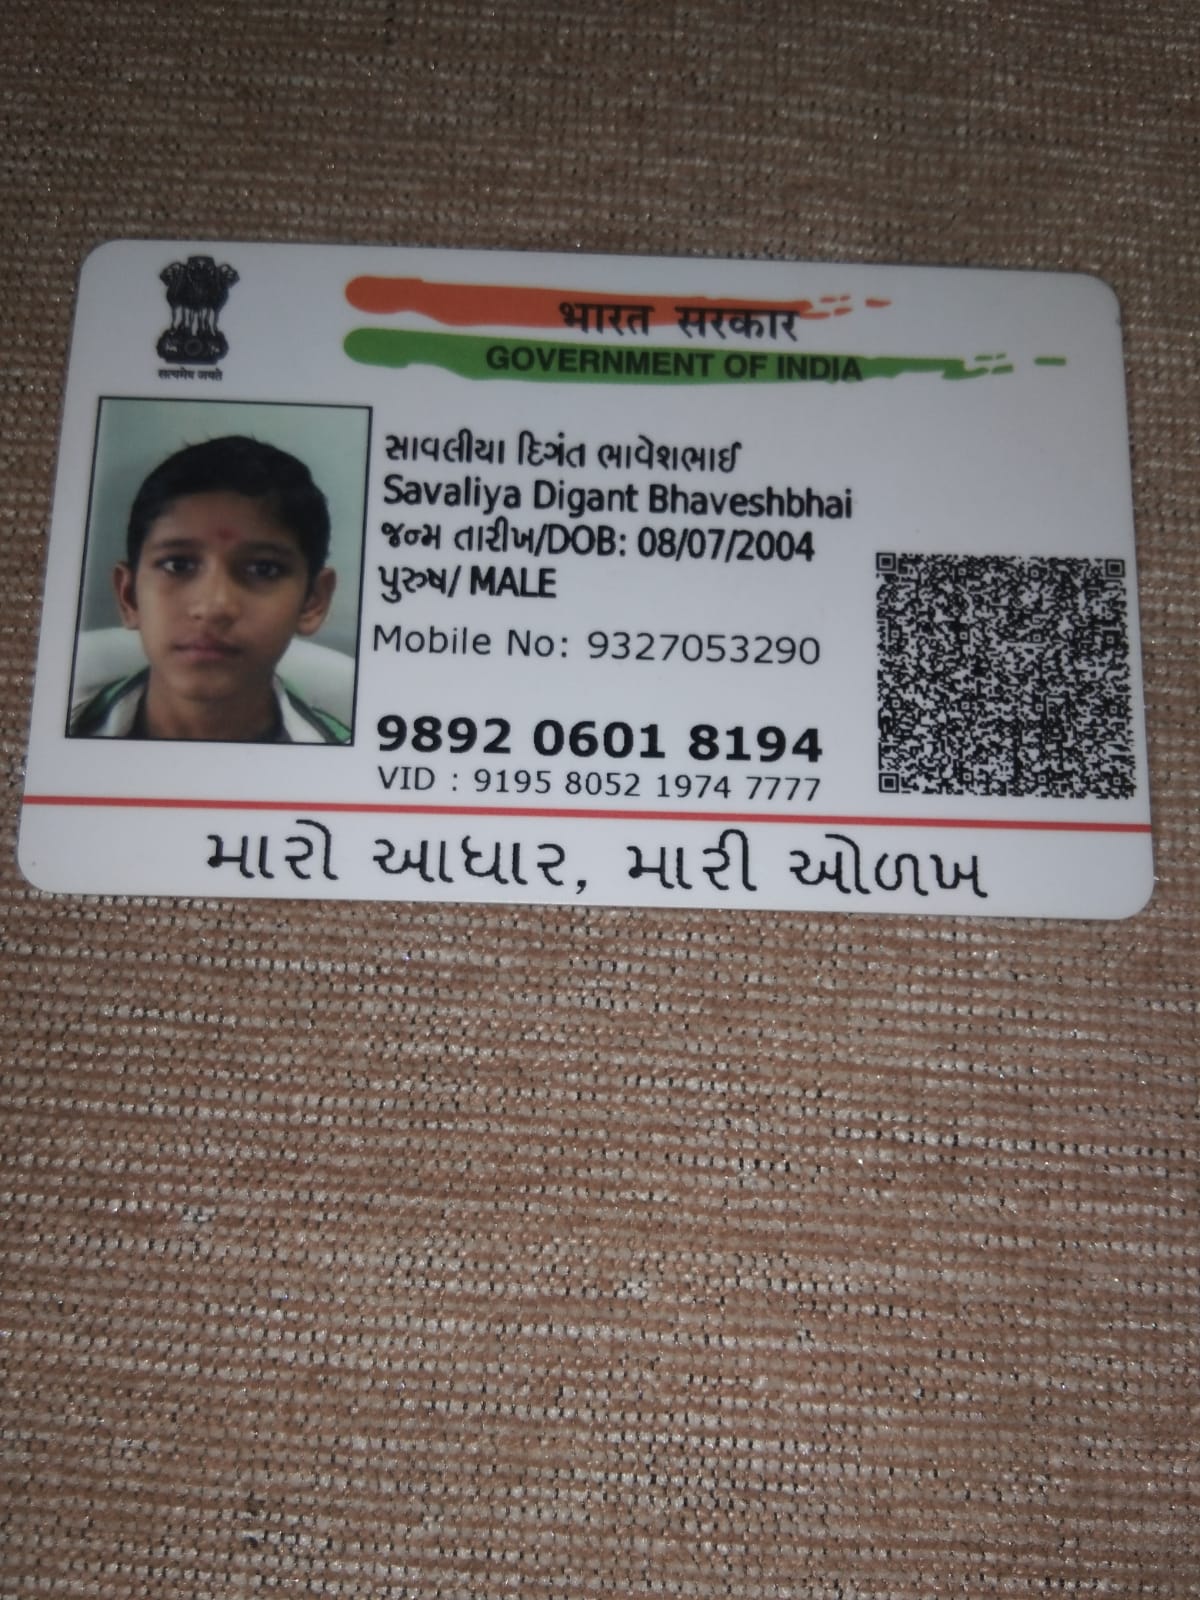 सत्यमेव जयते
भारत सरकार
GOVERNMENT OF INDIA
સાવલીયા દિગંત ભાવેશભાઈ
Savaliya Digant Bhaveshbhai
જન્મ તારીખ/DOB: 08/07/2004
પુરુષ/ MALE
Mobile No: 9327053290
9892 0601 8194
VID : 9195 8052 1974 7777
મારો આધાર, મારી ઓળખ